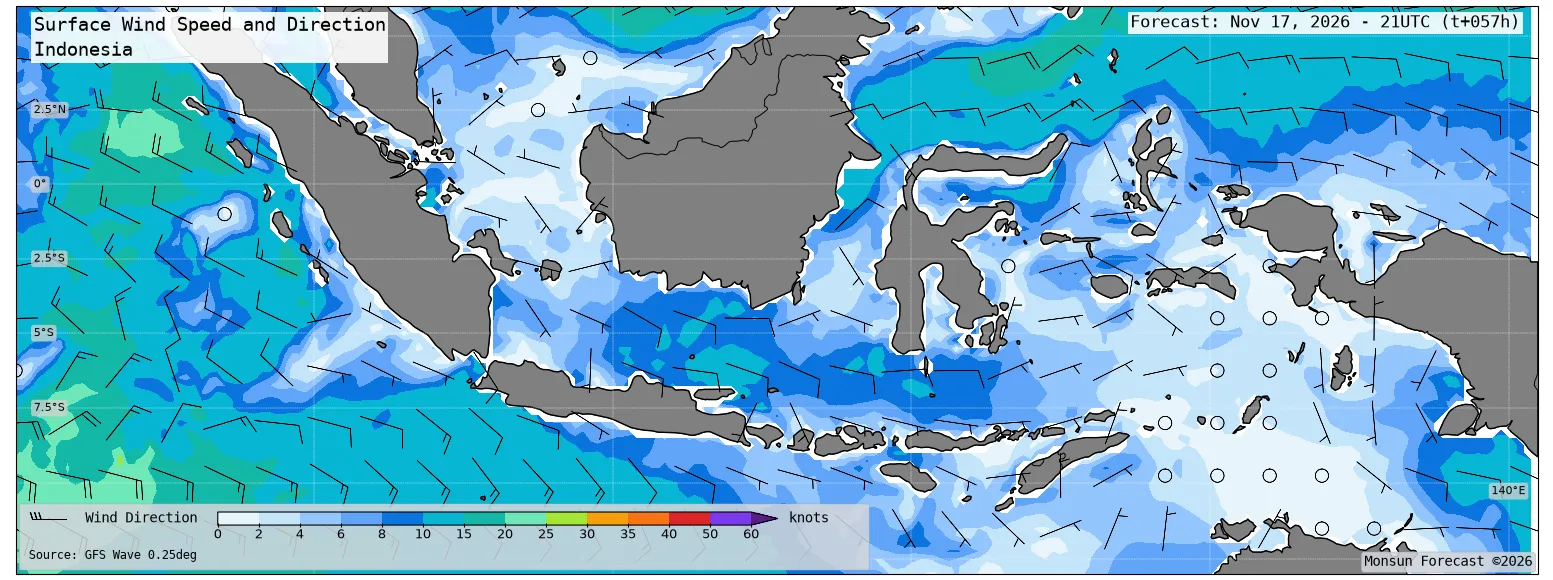 Surface Wind Speed and Direction
Indonesia
Forecast: Nov 17, 2026 - 21UTC (t+057h)
2.5°N
0°
2.5°S
5°S
7.5°S
140°E
Wind Direction
0 2 4 6 8 10 15 20 25 30 35 40 50 60
knots
Source: GFS Wave 0.25deg
Monsun Forecast ©2026